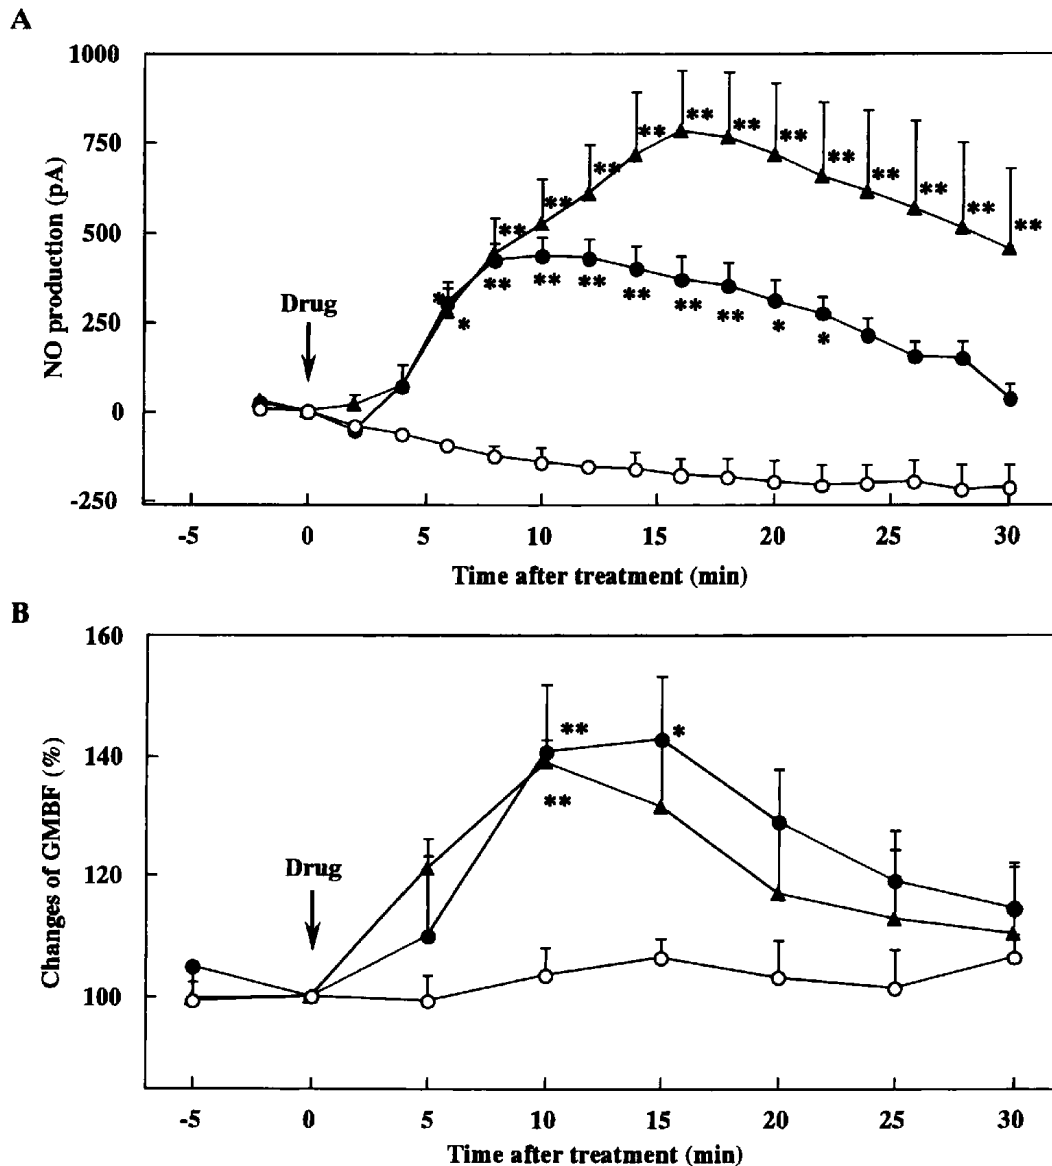 A
1000
750
500
250
0
-250
NO production (pA)
Drug
** ** ** ** ** ** ** ** ** ** ** **
* *
** ** ** ** ** ** * *
-5 0 5 10 15 20 25 30
Time after treatment (min)
B
160
140
120
100
Changes of GMBF (%)
Drug
** *
**
-5 0 5 10 15 20 25 30
Time after treatment (min)